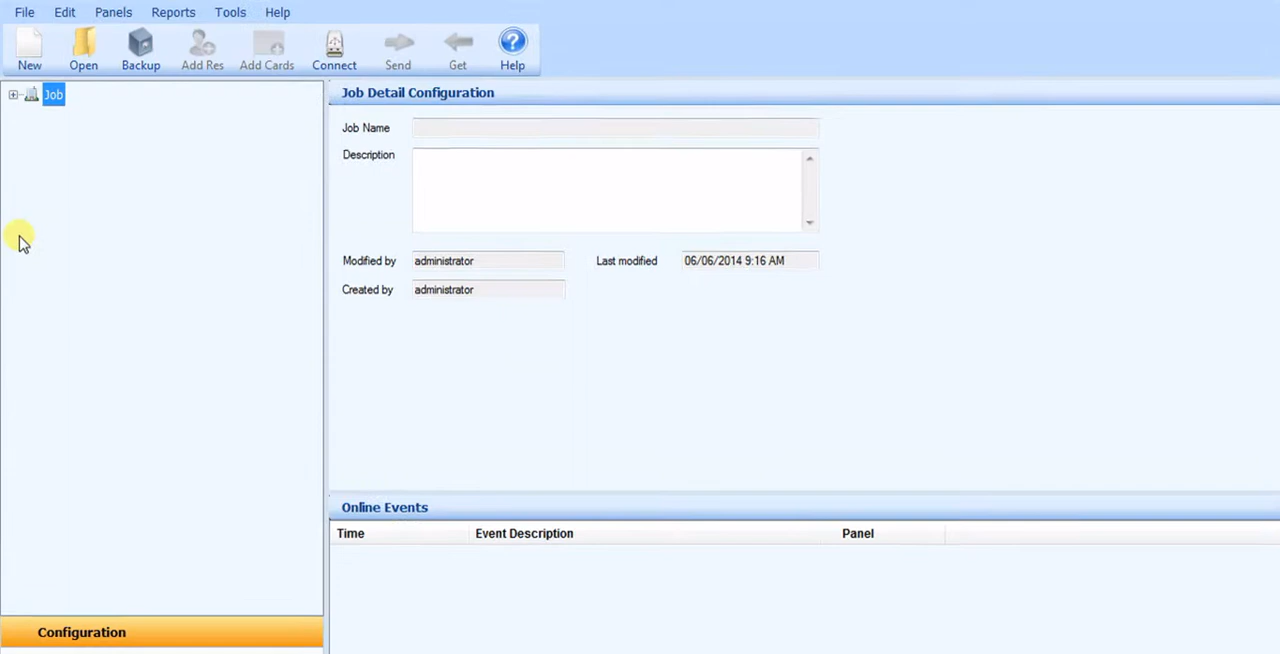 File Edit Panels Reports Tools Help
New Open Backup Add Res Add Cards Connect Send Get Help
Job
Job Detail Configuration
Job Name
Description
Modified by administrator Last modified 06/06/2014 9:16 AM
Created by administrator
Online Events
Time Event Description Panel
Configuration